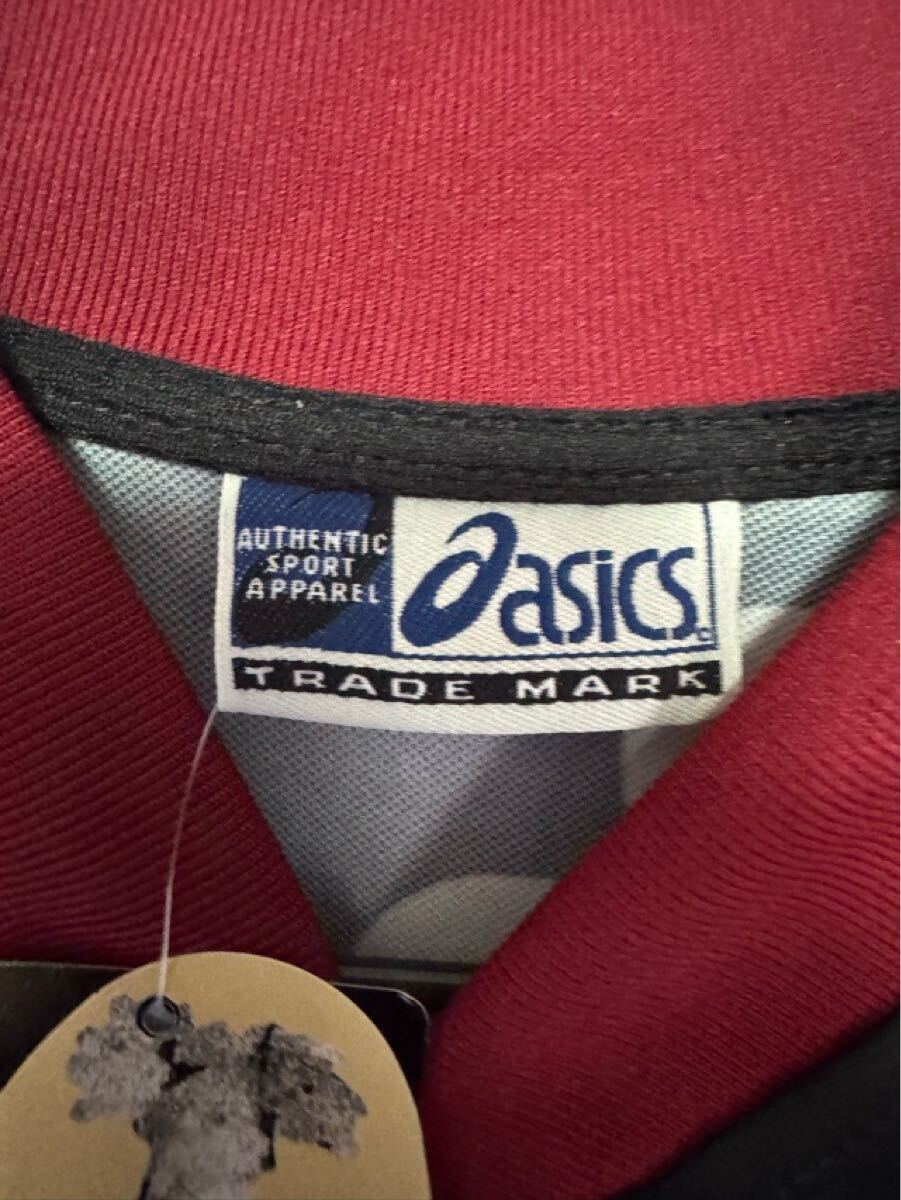 AUTHENTIC
SPORT
APPAREL
asics.
TRADE MARK